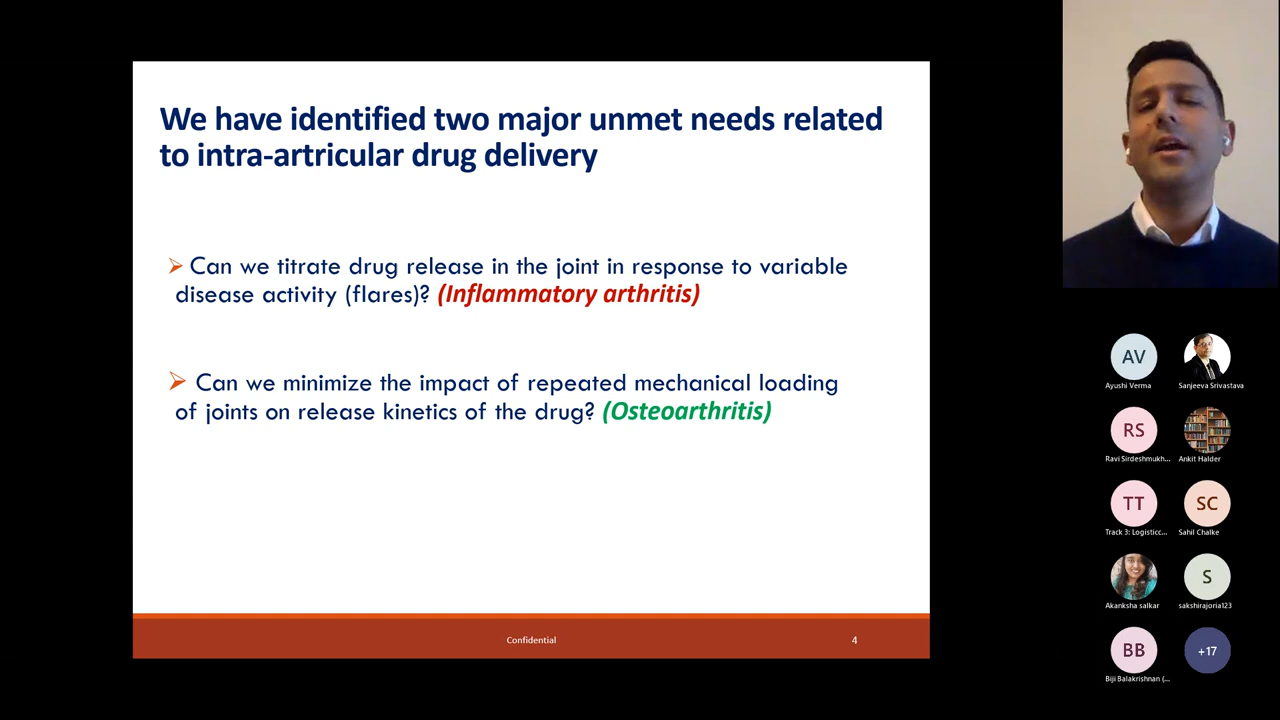 We have identified two major unmet needs related
to intra-artricular drug delivery
➢ Can we titrate drug release in the joint in response to variable
disease activity (flares)? (Inflammatory arthritis)
➢ Can we minimize the impact of repeated mechanical loading
of joints on release kinetics of the drug? (Osteoarthritis)
Confidential
4
AV
Ayushi Verma
Sanjeeva Srivastava
RS
Ravi Sirdeshmukh...
Ankit Halder
TT
Track 3: Logisticc...
SC
Sahil Chalke
Akanksha salkar
S
sakshirajoria123
BB
Biji Balakrishnan (...
+17